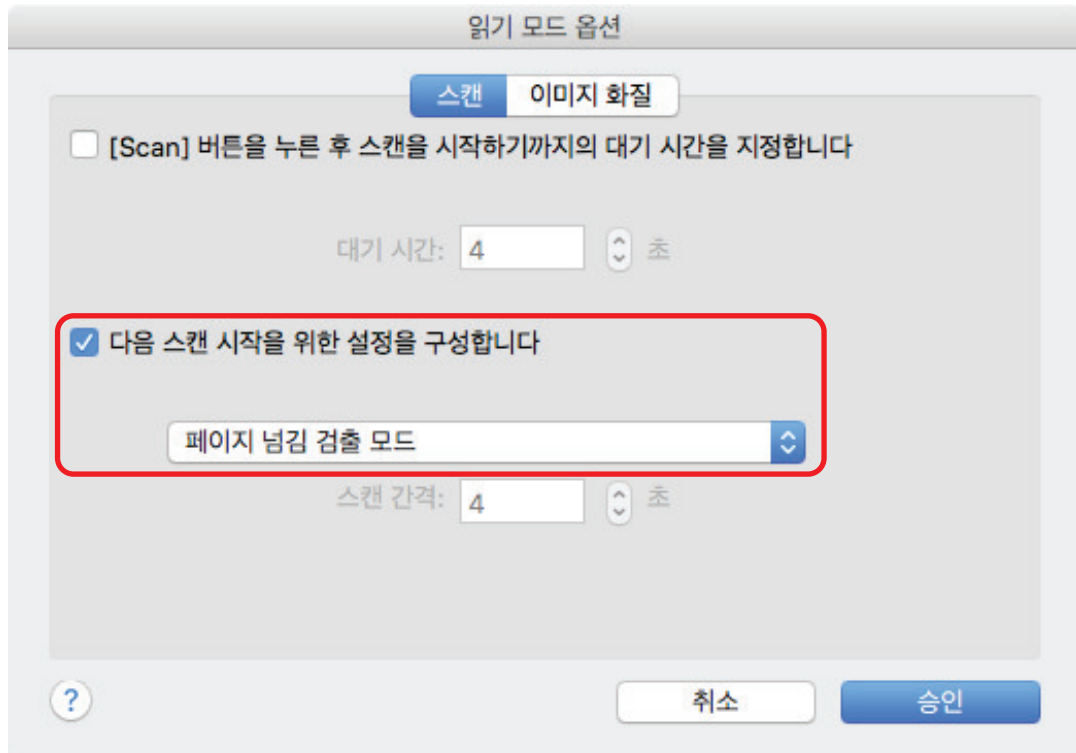 읽기 모드 옵션
스캔 이미지 화질
[Scan] 버튼을 누른 후 스캔을 시작하기까지의 대기 시간을 지정합니다
대기 시간: 4 초
다음 스캔 시작을 위한 설정을 구성합니다
페이지 넘김 검출 모드
스캔 간격: 4 초
? 취소 승인